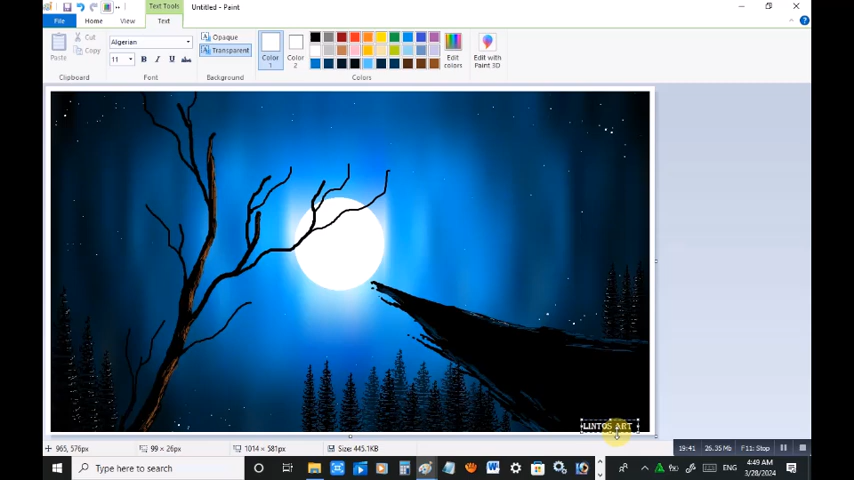 Text Tools
Untitled - Paint
File
Home
View
Text
Paste
Cut
Copy
Clipboard
Algerian
11
B I U abc
Font
Opaque
Transparent
Background
Color 1
Color 2
Colors
Edit colors
Edit with Paint 3D
LINTOS ART
965, 576px
99 × 26px
1014 × 581px
Size: 445.1KB
19:41
26.35 Mb
F11: Stop
Type here to search
ENG
4:49 AM
3/28/2024